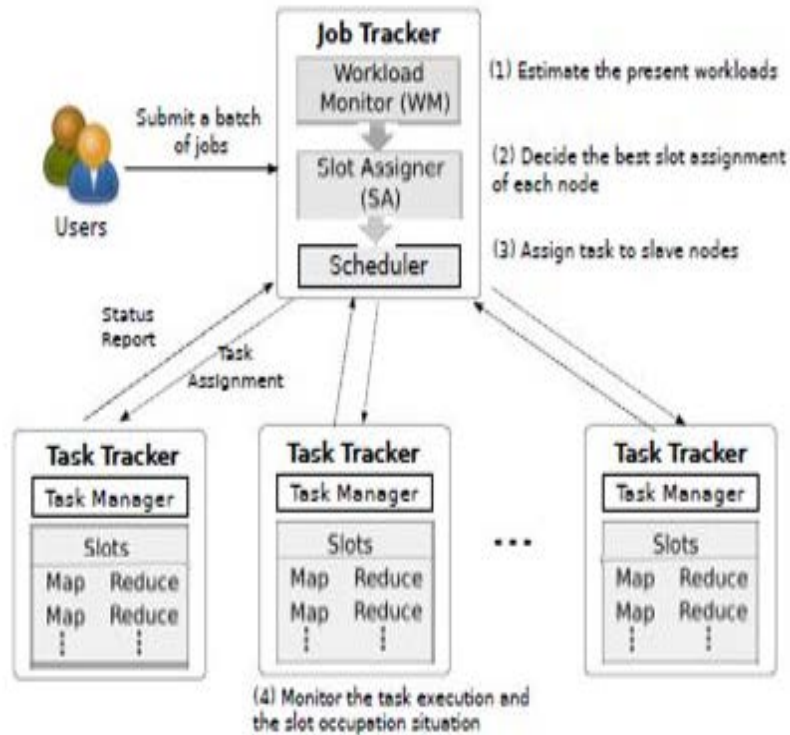 Job Tracker
Workload
Monitor (WM)
(1) Estimate the present workloads
Submit a batch
of jobs
Slot Assigner
(SA)
(2) Decide the best slot assignment
of each node
Users
Scheduler
(3) Assign task to slave nodes
Status
Report
Task
Assignment
Task Tracker
Task Manager
Slots
Map Reduce
Map Reduce
Task Tracker
Task Manager
Slots
Map Reduce
Map Reduce
...
Task Tracker
Task Manager
Slots
Map Reduce
Map Reduce
(4) Monitor the task execution and
the slot occupation situation